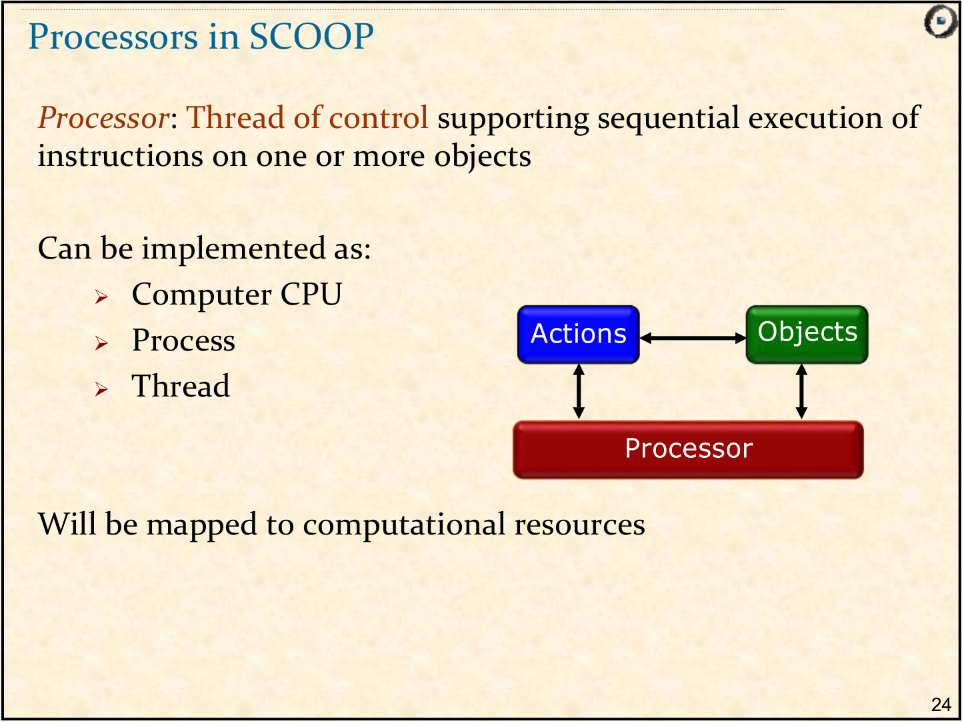 Processors in SCOOP
Processor: Thread of control supporting sequential execution of
instructions on one or more objects
Can be implemented as:
Computer CPU
Process
Thread
Actions
Objects
Processor
Will be mapped to computational resources
24